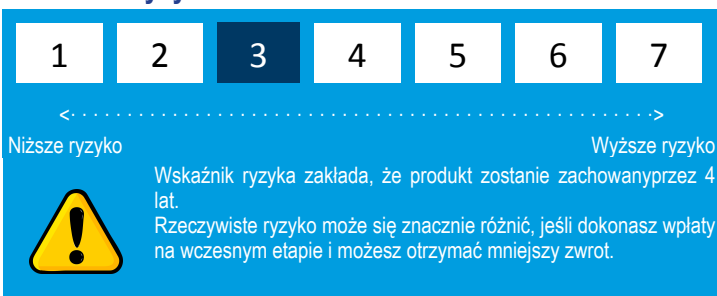 1 2 3 4 5 6 7
Niższe ryzyko Wyższe ryzyko
Wskaźnik ryzyka zakłada, że produkt zostanie zachowanyprzez 4
lat.
Rzeczywiste ryzyko może się znacznie różnić, jeśli dokonasz wpłaty
na wczesnym etapie i możesz otrzymać mniejszy zwrot.